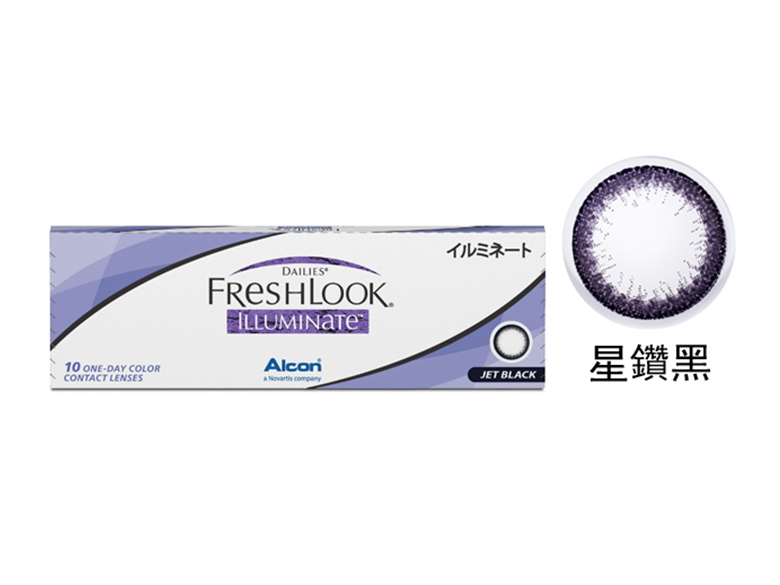 イルミネート
DAILIES®
FRESHLOOK®
ILLUMINATE™
10 ONE-DAY COLOR
CONTACT LENSES
Alcon®
a Novartis company
JET BLACK
星鑽黑